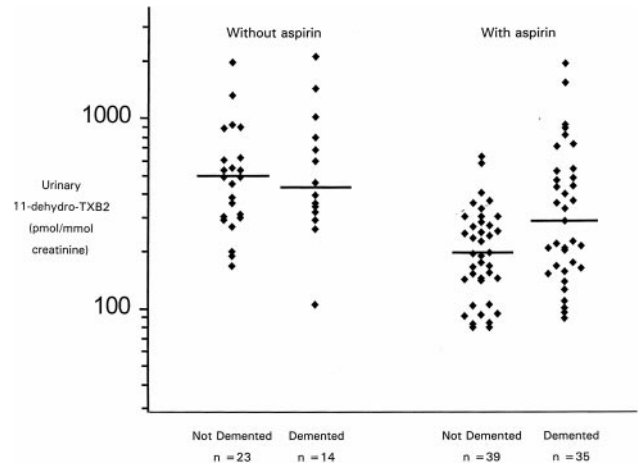 Without aspirin
With aspirin
1000
Urinary
11-dehydro-TXB2
(pmol/mmol
creatinine)
100
Not Demented
n =23
Demented
n =14
Not Demented
n =39
Demented
n =35